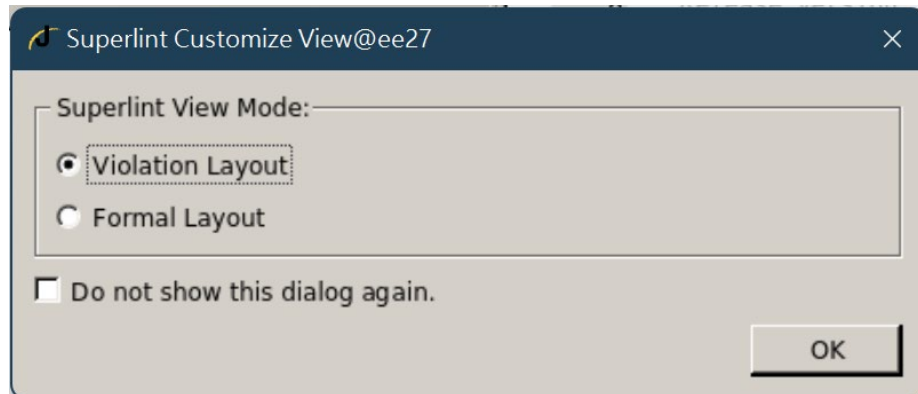 Superlint Customize View@ee27
Superlint View Mode:
Violation Layout
Formal Layout
Do not show this dialog again.
OK